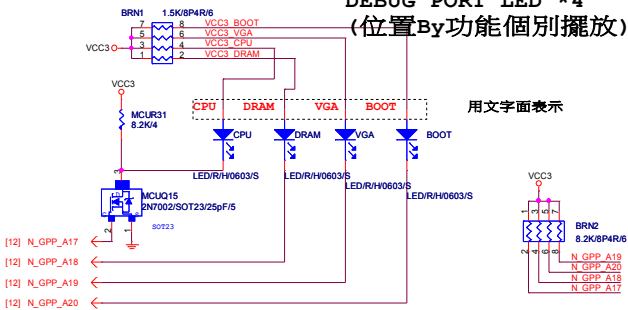 DEBUG PORT LED *4
(位置By功能個別擺放)
BRN1 1.5K/8P4R/6
7 8 VCC3_BOOT
5 6 VCC3_VGA
3 4 VCC3_CPU
1 2 VCC3_DRAM
VCC3
VCC3
MCUR31
8.2K/4
CPU DRAM VGA BOOT
用文字面表示
CPU
DRAM
VGA
BOOT
LED/R/H/0603/S
LED/R/H/0603/S
LED/R/H/0603/S
LED/R/H/0603/S
3
MCUQ15
2N7002/SOT23/25pF/5
SOT23
2
1
[12] N_GPP_A17
[12] N_GPP_A18
[12] N_GPP_A19
[12] N_GPP_A20
VCC3
1 3 5 7
BRN2
8.2K/8P4R/6
2 4 6 8
N_GPP_A19
N_GPP_A20
N_GPP_A18
N_GPP_A17